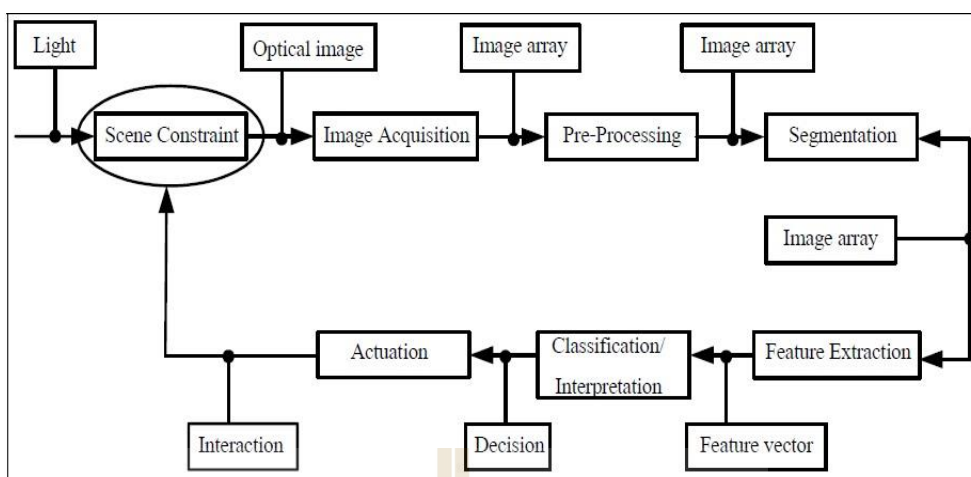 Light
Optical image
Image array
Image array
Scene Constraint
Image Acquisition
Pre-Processing
Segmentation
Image array
Actuation
Classification/
Interpretation
Feature Extraction
Interaction
Decision
Feature vector